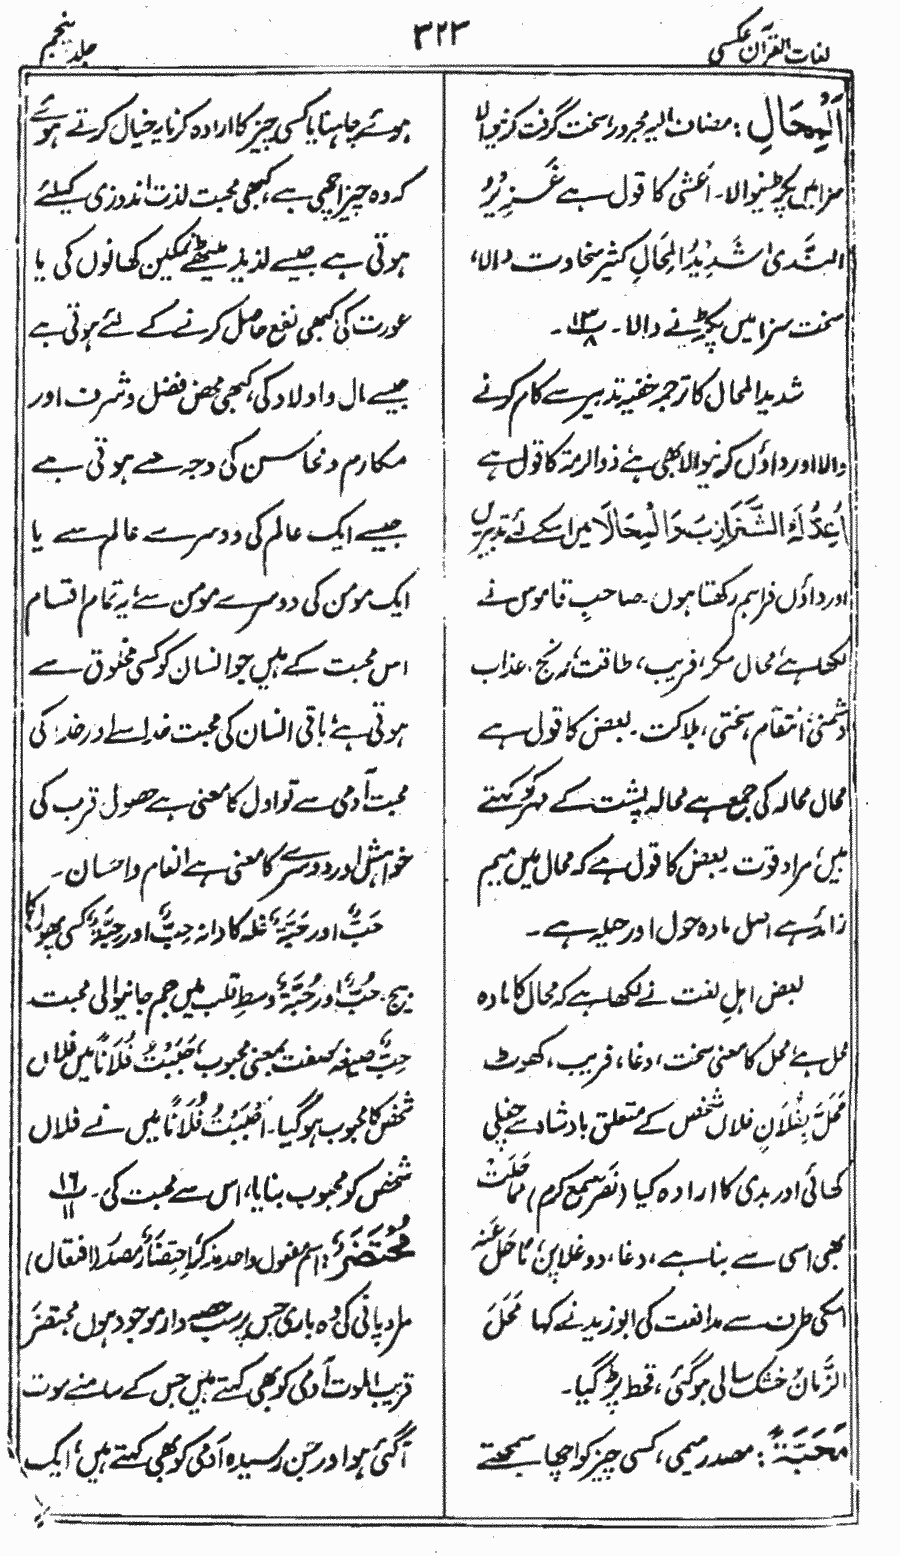 لغات القرآن عکسی
۳۲۳
جلد پنجم
اَلْمِحَالِ: مضاف الیہ مجرور، سخت گرفت کرنیوالا
سزا میں پکڑنیوالا۔ اعشیٰ کا قول ہے
النَّدیٰ شَدِیْدُ الْمِحَالِ کثیر سخاوت والا،
سخت سزا میں پکڑنے والا۔ ۱۳/۸ ۔
شدید المحال کا ترجمہ خفیہ تدبیر سے کام کرنے
والا اور داؤں کرنیوالا بھی ہے ذوالرمۃ کا قول ہے
میں اسکے لئے تدبیریں
اور داؤں فراہم رکھتا ہوں۔ صاحبِ قاموس نے
لکھا ہے محال مکر، فریب، طاقت، رنج، عذاب
دشمنی، انتقام، سختی، ہلاکت۔ بعض کا قول ہے
محال محالہ کی جمع ہے محالہ پشت کے مہرکو کہتے
ہیں، مراد قوت۔ بعض کا قول ہے کہ محال میں میم
زائد ہے اصل مادہ حول اور حیلہ ہے۔
بعض اہلِ لغت نے لکھا ہے کہ محال کا مادہ
محل ہے محل کا معنی سخت، دغا، فریب، کھوٹ
مَحَلَ بِفُلَانٍ فلاں شخص کے متعلق بادشاہ سے چغلی
کھائی اور بدی کا ارادہ کیا (نصر سمع کرم)
بھی اسی سے بنا ہے، دغا، دوغلاپن، مَاحَلَ عَنْہُ
اسکی طرف سے مدافعت کی ابوزید نے کہا مَحَلَ
الزَّمَانُ خشک سالی ہوگئی، قحط پڑ گیا۔
مَحَبَّۃً: مصدر میمی، کسی چیز کو اچھا سمجھتے
ہوئے چاہنا یا کسی چیز کا ارادہ کرنا یہ خیال کرتے ہوئے
کہ وہ چیز اچھی ہے، کبھی محبت لذت اندوزی کیلئے
ہوتی ہے جیسے لذیذ میٹھے نمکین کھانوں کی یا
عورت کی کبھی نفع حاصل کرنے کے لئے ہوتی ہے
جیسے مال و اولاد کی، کبھی محض فضل و شرف اور
مکارم و محاسن کی وجہ سے ہوتی ہے
جیسے ایک عالم کی دوسرے عالم سے یا
ایک مومن کی دوسرے مومن سے، یہ تمام اقسام
اس محبت کے ہیں جو انسان کو کسی مخلوق سے
ہوتی ہے، باقی انسان کی محبت خدا سے اور خدا کی
محبت آدمی سے تو اول کا معنی ہے حصول قرب کی
خواہش اور دوسرے کا معنی ہے انعام و احسان۔
حَبٌّ اور حَبَّۃٌ، غلہ کا دانہ حِبٌّ اور حِبَّۃٌ، کسی پھول کا
بیج۔ حُبٌّ اور حُبَّۃٌ، وسطِ قلب میں جم جانیوالی محبت
حِبٌّ صیغہ صفت بمعنی محبوب، حَبَبْتُ فُلَانًا میں فلاں
شخص کا محبوب ہوگیا۔ اَحْبَبْتُ فُلَانًا میں نے فلاں
شخص کو محبوب بنایا، اس سے محبت کی۔ ۱۶/۱۱
مُحْتَضَرٌ: اسم مفعول واحد مذکر اِحْتِضَارٌ مصدر (افتعال)
مراد پانی کی وہ باری جس پر سب حصے دار موجود ہوں محتضر
قریب الموت آدمی کو بھی کہتے ہیں جس کے سامنے موت
آگئی ہو اور جن رسیدہ آدمی کو بھی کہتے ہیں، ایک